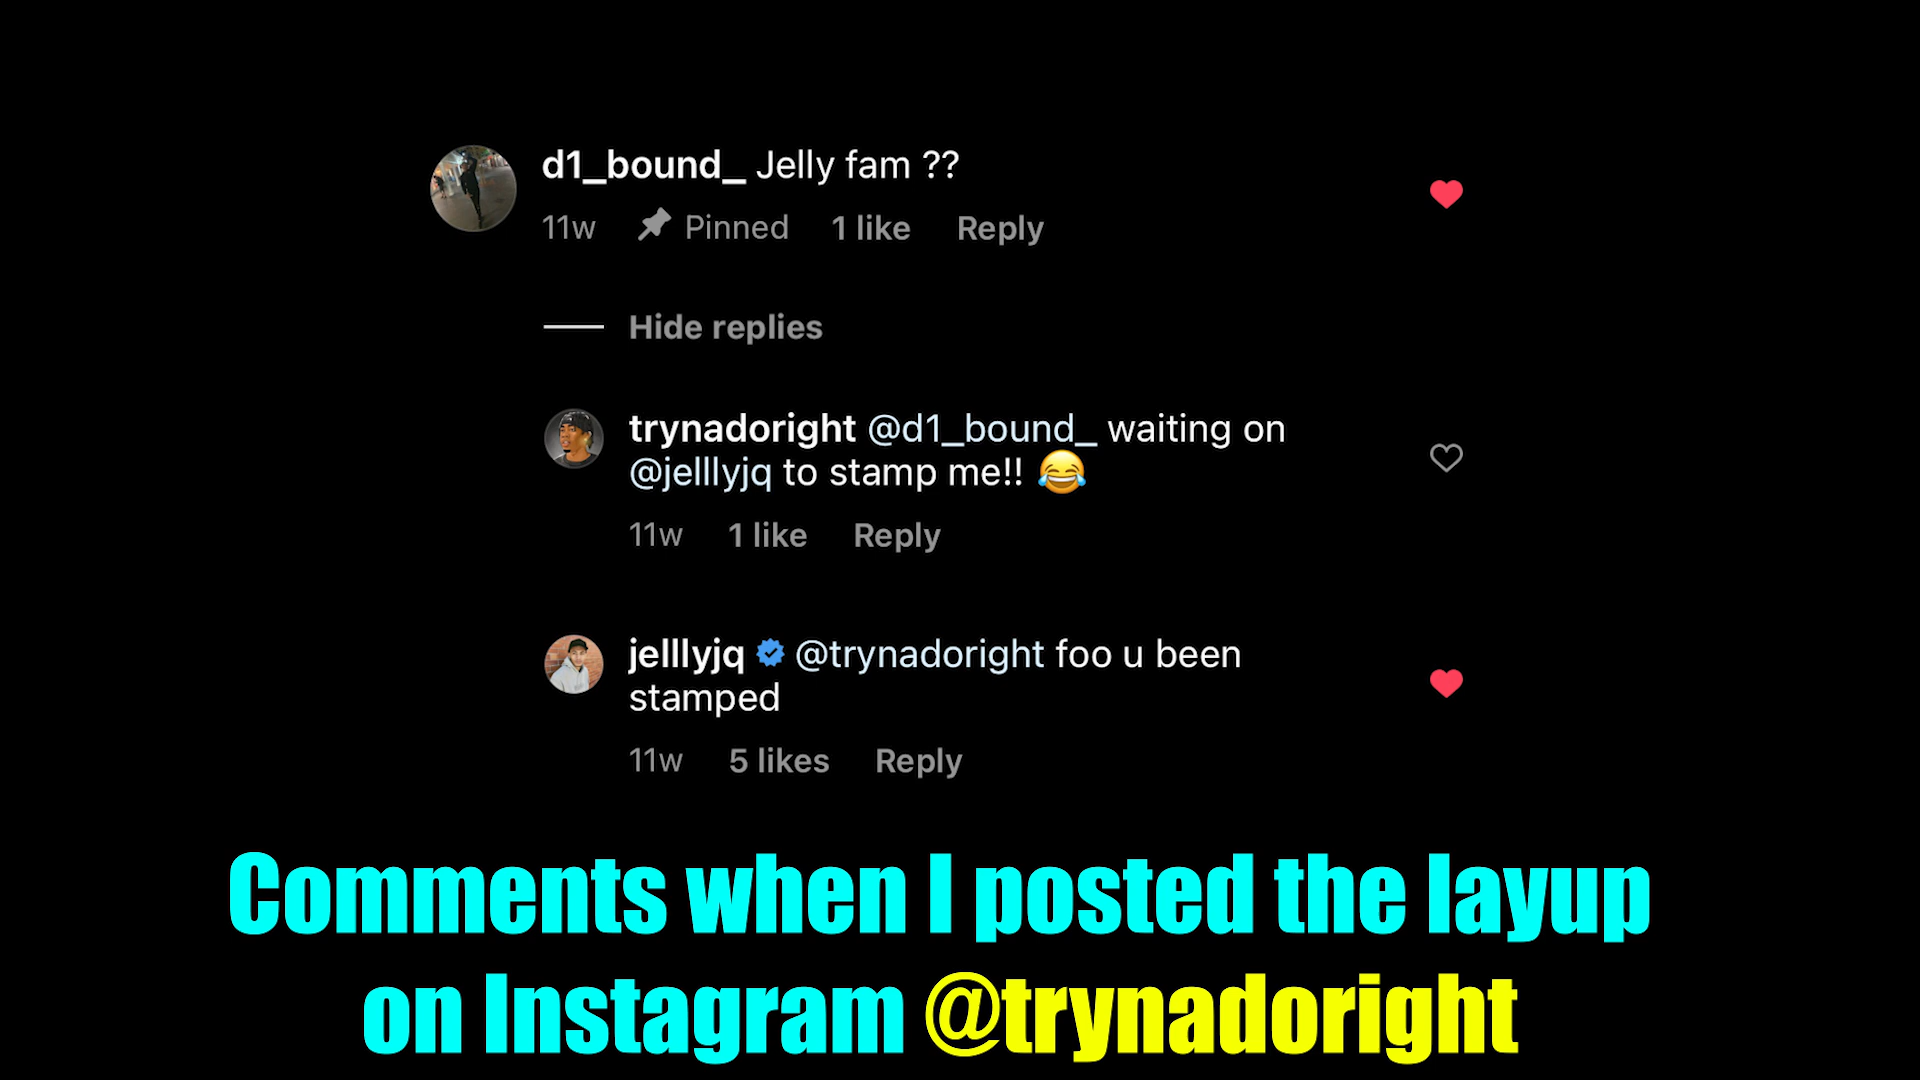 d1_bound_ Jelly fam ??
11w Pinned 1 like Reply
Hide replies
trynadoright @d1_bound_ waiting on
@jelllyjq to stamp me!! 😂
11w 1 like Reply
jelllyjq @trynadoright foo u been
stamped
11w 5 likes Reply
Comments when I posted the layup
on Instagram @trynadoright